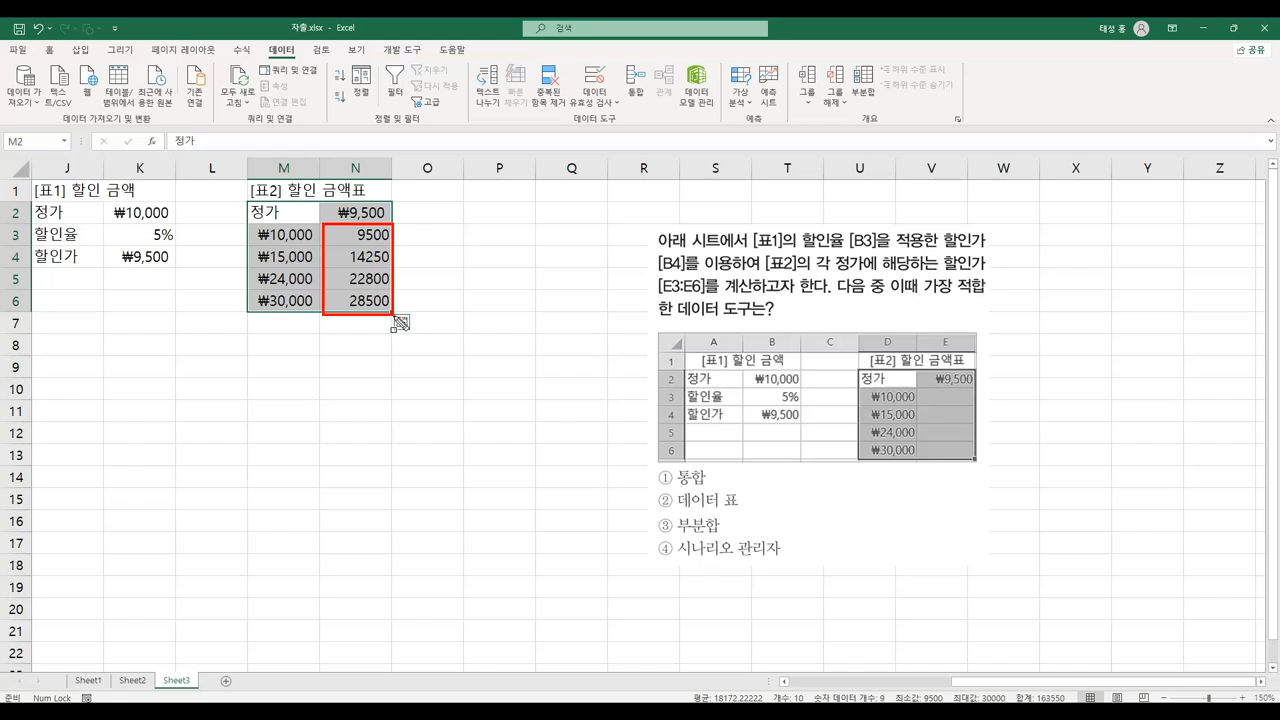 자출.xlsx - Excel
검색
태성 홍
파일 홈 삽입 그리기 페이지 레이아웃 수식 데이터 검토 보기 개발 도구 도움말
공유
데이터 가져오기
텍스트/CSV
웹
테이블/범위에서
최근에 사용한 원본
기존 연결
데이터 가져오기 및 변환
모두 새로 고침
쿼리 및 연결
속성
연결 편집
쿼리 및 연결
정렬
필터
지우기
다시 적용
고급
정렬 및 필터
텍스트 나누기
빠른 채우기
중복된 항목 제거
데이터 유효성 검사
통합
관계
데이터 모델 관리
데이터 도구
가상 분석
예측 시트
예측
그룹
그룹 해제
부분합
하위 수준 표시
하위 수준 숨기기
개요
M2 fx 정가
J K L M N O P Q R S T U V W X Y Z
1 [표1] 할인 금액 [표2] 할인 금액표
2 정가 ₩10,000 정가 ₩9,500
3 할인율 5% ₩10,000 9500
4 할인가 ₩9,500 ₩15,000 14250
5 ₩24,000 22800
6 ₩30,000 28500
7
8
9
10
11
12
13
14
15
16
17
18
19
20
21
22
아래 시트에서 [표1]의 할인율 [B3]을 적용한 할인가
[B4]를 이용하여 [표2]의 각 정가에 해당하는 할인가
[E3:E6]를 계산하고자 한다. 다음 중 이때 가장 적합
한 데이터 도구는?
A B C D E
1 [표1] 할인 금액 [표2] 할인 금액표
2 정가 ₩10,000 정가 ₩9,500
3 할인율 5% ₩10,000
4 할인가 ₩9,500 ₩15,000
5 ₩24,000
6 ₩30,000
① 통합
② 데이터 표
③ 부분합
④ 시나리오 관리자
Sheet1 Sheet2 Sheet3
준비 Num Lock 평균: 18172.22222 개수: 10 숫자 데이터 개수: 9 최소값: 9500 최대값: 30000 합계: 163550 150%